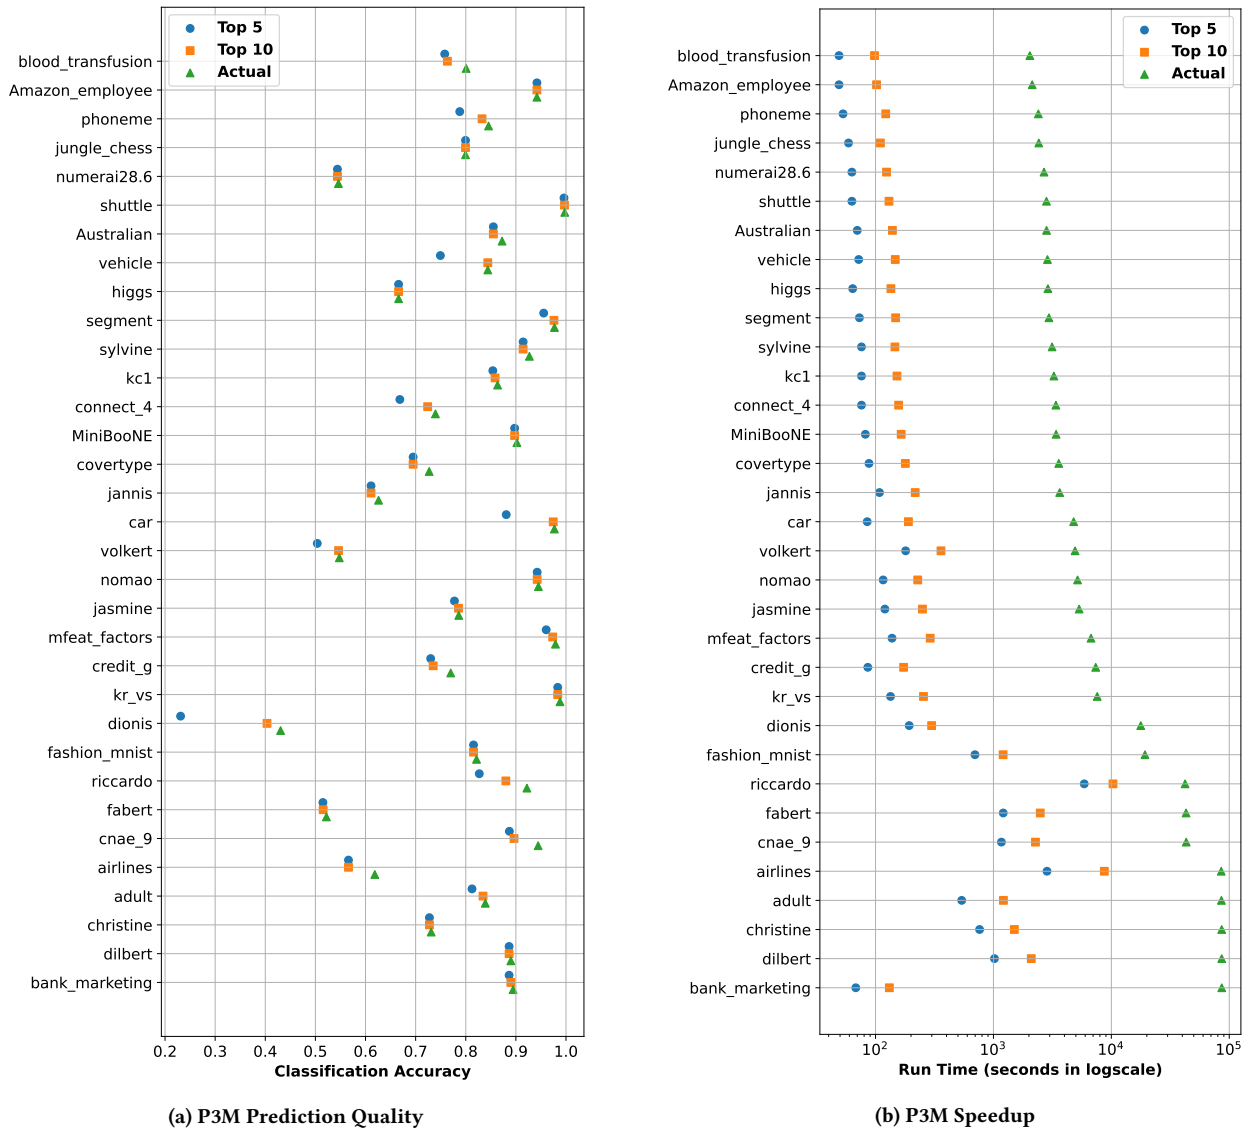 Top 5
Top 10
Actual
blood_transfusion
Amazon_employee
phoneme
jungle_chess
numerai28.6
shuttle
Australian
vehicle
higgs
segment
sylvine
kc1
connect_4
MiniBooNE
covertype
jannis
car
volkert
nomao
jasmine
mfeat_factors
credit_g
kr_vs
dionis
fashion_mnist
riccardo
fabert
cnae_9
airlines
adult
christine
dilbert
bank_marketing
0.2 0.3 0.4 0.5 0.6 0.7 0.8 0.9 1.0
Classification Accuracy
(a) P3M Prediction Quality
Top 5
Top 10
Actual
blood_transfusion
Amazon_employee
phoneme
jungle_chess
numerai28.6
shuttle
Australian
vehicle
higgs
segment
sylvine
kc1
connect_4
MiniBooNE
covertype
jannis
car
volkert
nomao
jasmine
mfeat_factors
credit_g
kr_vs
dionis
fashion_mnist
riccardo
fabert
cnae_9
airlines
adult
christine
dilbert
bank_marketing
10² 10³ 10⁴ 10⁵
Run Time (seconds in logscale)
(b) P3M Speedup